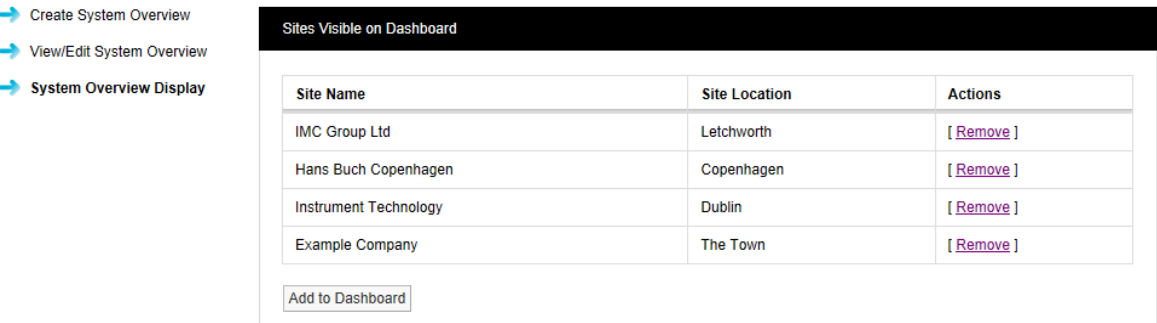 Create System Overview
View/Edit System Overview
System Overview Display
Sites Visible on Dashboard
Site Name Site Location Actions
IMC Group Ltd Letchworth [ Remove ]
Hans Buch Copenhagen Copenhagen [ Remove ]
Instrument Technology Dublin [ Remove ]
Example Company The Town [ Remove ]
Add to Dashboard